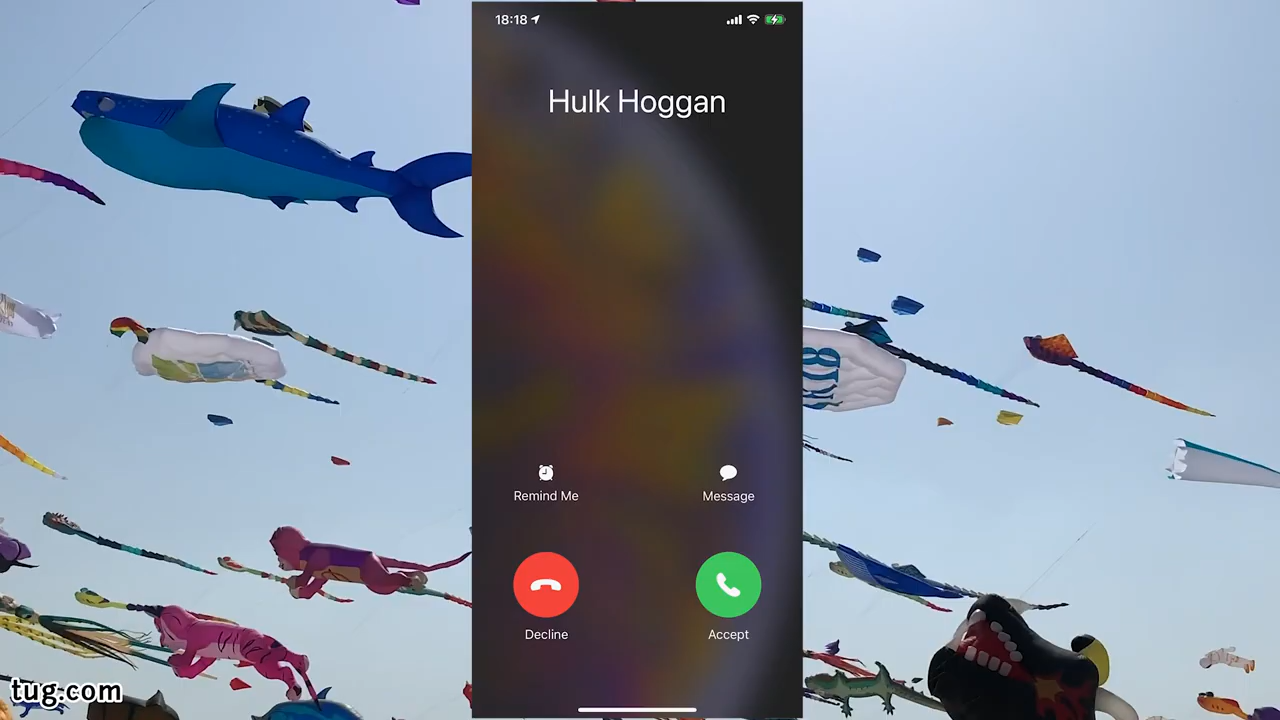 18:18
Hulk Hoggan
Remind Me
Message
Decline
Accept
tug.com